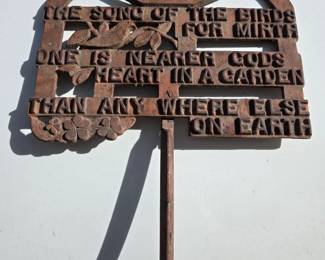 THE SONG OF THE BIRDS
FOR MIRTH
ONE IS NEARER GODS
HEART IN A GARDEN
THAN ANY WHERE ELSE
ON EARTH